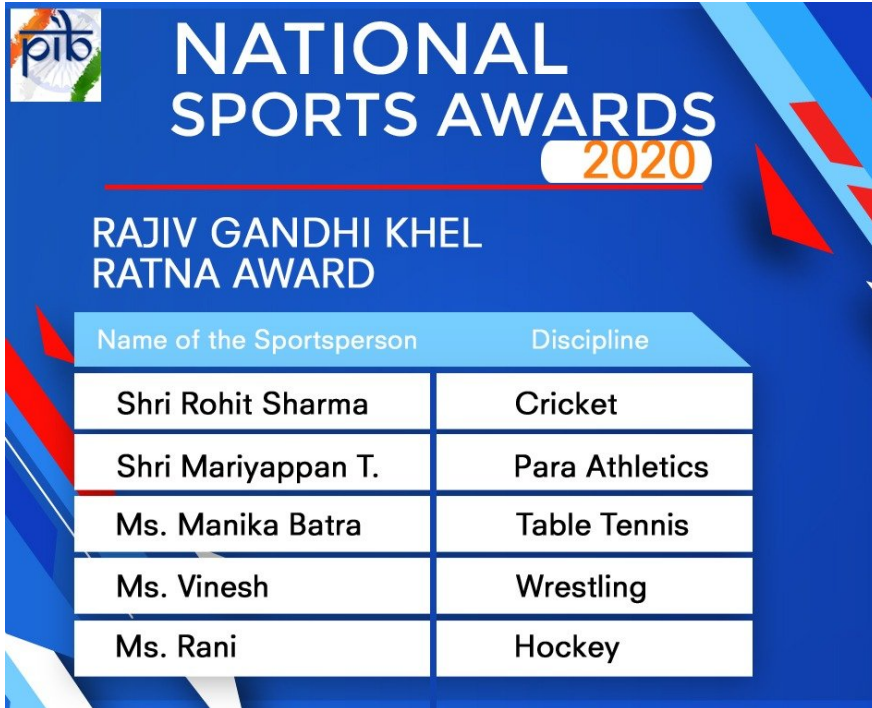 pib
NATIONAL
SPORTS AWARDS
2020
RAJIV GANDHI KHEL
RATNA AWARD
Name of the Sportsperson Discipline
Shri Rohit Sharma Cricket
Shri Mariyappan T. Para Athletics
Ms. Manika Batra Table Tennis
Ms. Vinesh Wrestling
Ms. Rani Hockey